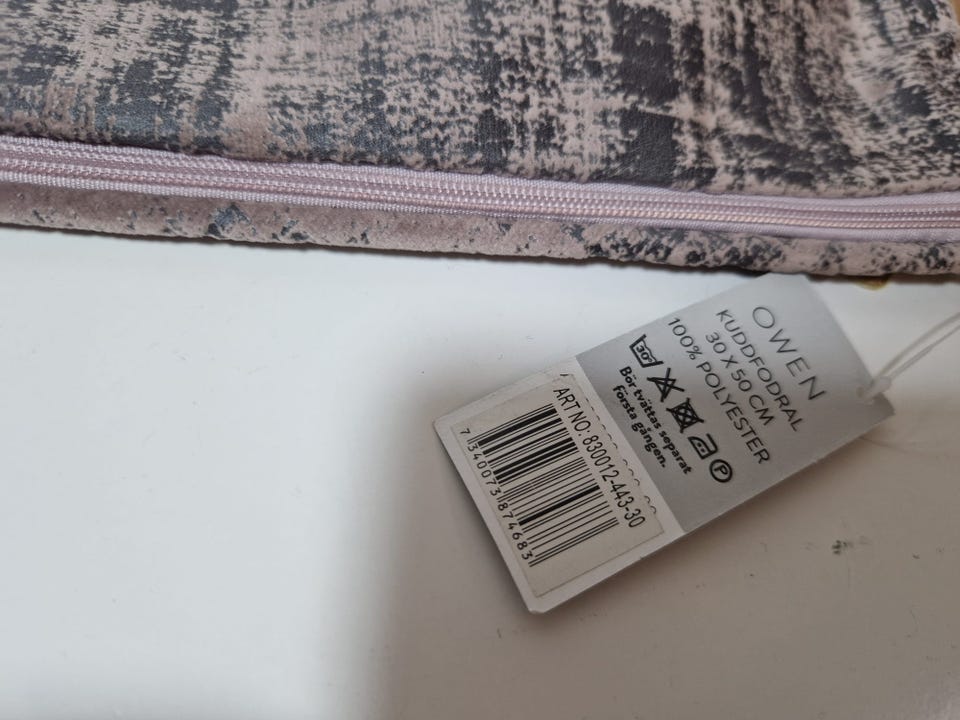 OWEN
KUDDFODRAL
30 X 50 CM
100% POLYESTER
30°
P
Bör tvättas separat
första gången.
ART NO: 830012-443-30
7 340073 874683